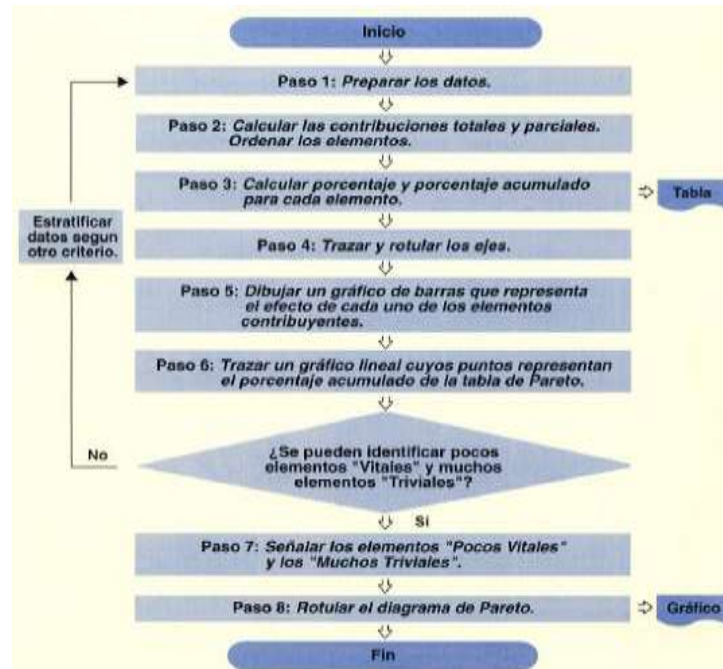 Inicio
Paso 1: Preparar los datos.
Paso 2: Calcular las contribuciones totales y parciales.
Ordenar los elementos.
Paso 3: Calcular porcentaje y porcentaje acumulado
para cada elemento.
Tabla
Estratificar
datos segun
otro criterio.
Paso 4: Trazar y rotular los ejes.
Paso 5: Dibujar un gráfico de barras que representa
el efecto de cada uno de los elementos
contribuyentes.
Paso 6: Trazar un gráfico lineal cuyos puntos representan
el porcentaje acumulado de la tabla de Pareto.
¿Se pueden identificar pocos
elementos "Vitales" y muchos
elementos "Triviales"?
No
Si
Paso 7: Señalar los elementos "Pocos Vitales"
y los "Muchos Triviales".
Paso 8: Rotular el diagrama de Pareto.
Gráfico
Fin